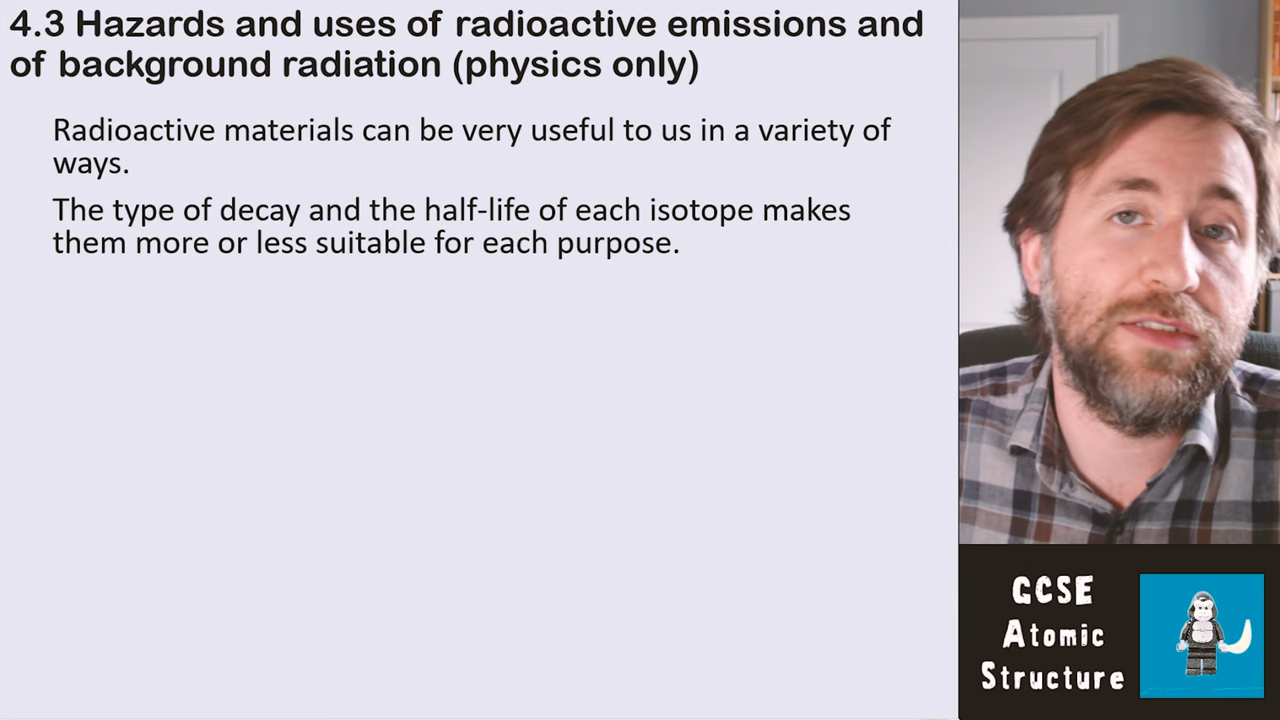 4.3 Hazards and uses of radioactive emissions and
of background radiation (physics only)
Radioactive materials can be very useful to us in a variety of
ways.
The type of decay and the half-life of each isotope makes
them more or less suitable for each purpose.
GCSE
Atomic
Structure